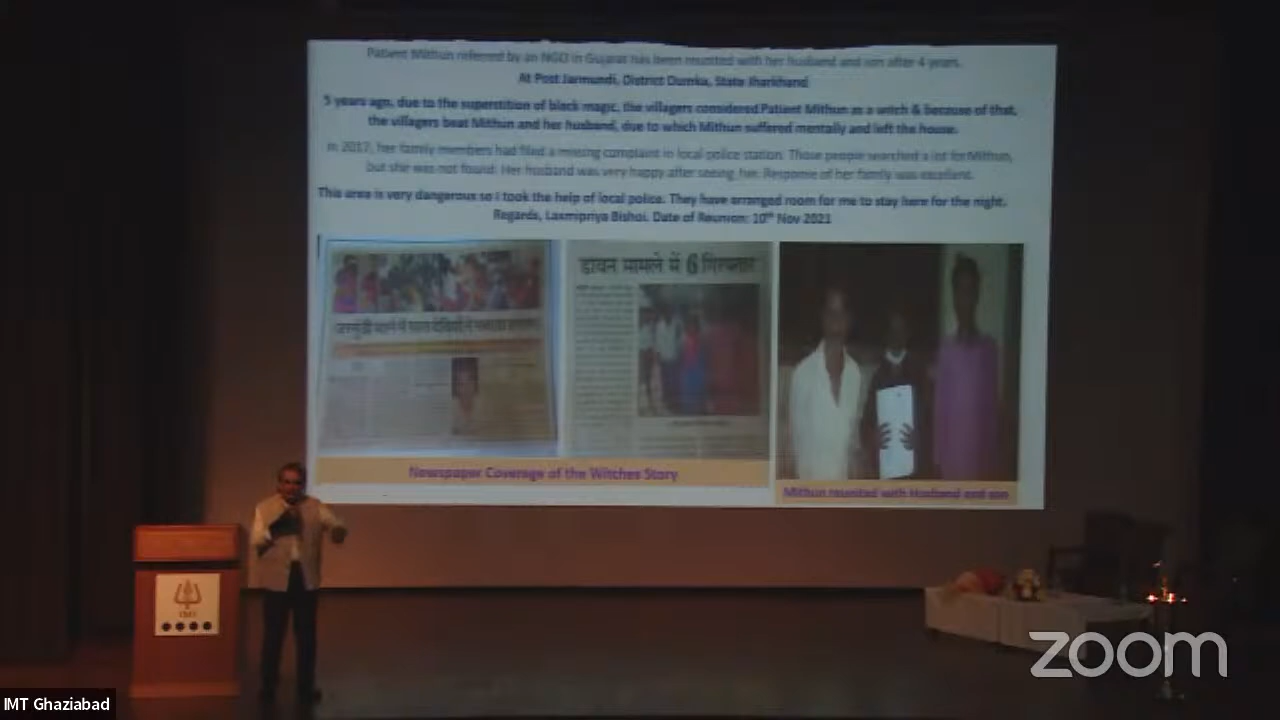 Patient Mithun referred by an NGO in Gujarat has been reunited with her husband and son after 4 years.
At Post Jarmundi, District Dumka, State Jharkhand
5 years ago, due to the superstition of black magic, the villagers considered Patient Mithun as a witch & because of that,
the villagers beat Mithun and her husband, due to which Mithun suffered mentally and left the house.
In 2017, her family members had filed a missing complaint in local police station. Those people searched a lot for Mithun,
but she was not found. Her husband was very happy after seeing her. Response of her family was excellent.
This area is very dangerous so I took the help of local police. They have arranged room for me to stay here for the night.
Regards, Laxmipriya Bishoi. Date of Reunion: 10th Nov 2021
डायन मामले में 6 गिरफ्तार
Newspaper Coverage of the Witches Story
Mithun reunited with Husband and son
IMT
zoom
IMT Ghaziabad